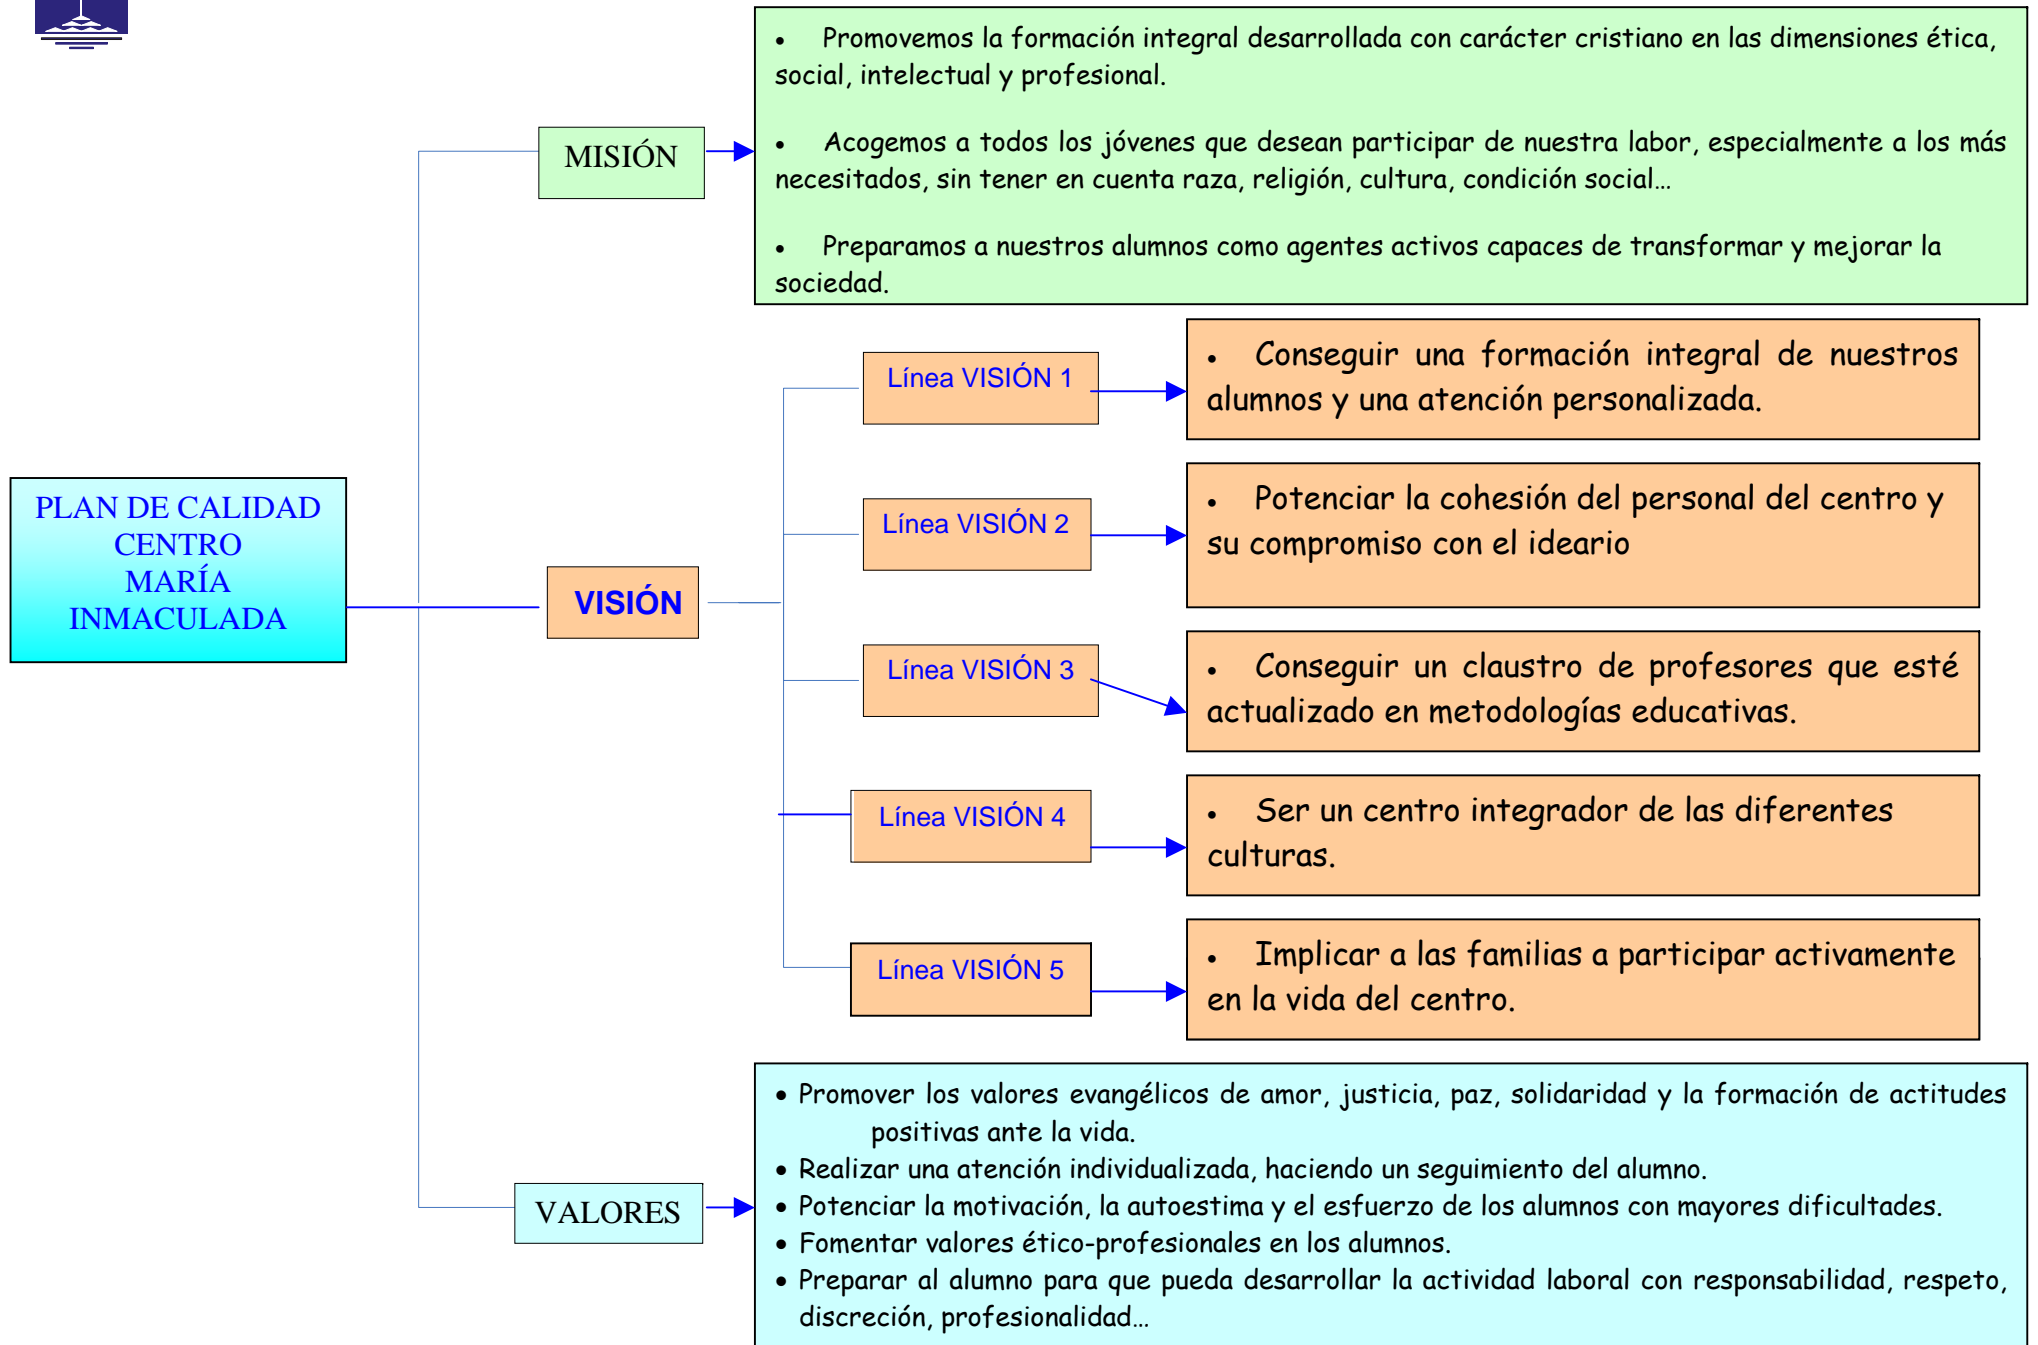 PLAN DE CALIDAD
CENTRO
MARÍA
INMACULADA
MISIÓN
• Promovemos la formación integral desarrollada con carácter cristiano en las dimensiones ética,
social, intelectual y profesional.
• Acogemos a todos los jóvenes que desean participar de nuestra labor, especialmente a los más
necesitados, sin tener en cuenta raza, religión, cultura, condición social…
• Preparamos a nuestros alumnos como agentes activos capaces de transformar y mejorar la
sociedad.
VISIÓN
Línea VISIÓN 1
• Conseguir una formación integral de nuestros
alumnos y una atención personalizada.
Línea VISIÓN 2
• Potenciar la cohesión del personal del centro y
su compromiso con el ideario
Línea VISIÓN 3
• Conseguir un claustro de profesores que esté
actualizado en metodologías educativas.
Línea VISIÓN 4
• Ser un centro integrador de las diferentes
culturas.
Línea VISIÓN 5
• Implicar a las familias a participar activamente
en la vida del centro.
VALORES
• Promover los valores evangélicos de amor, justicia, paz, solidaridad y la formación de actitudes
positivas ante la vida.
• Realizar una atención individualizada, haciendo un seguimiento del alumno.
• Potenciar la motivación, la autoestima y el esfuerzo de los alumnos con mayores dificultades.
• Fomentar valores ético-profesionales en los alumnos.
• Preparar al alumno para que pueda desarrollar la actividad laboral con responsabilidad, respeto,
discreción, profesionalidad…